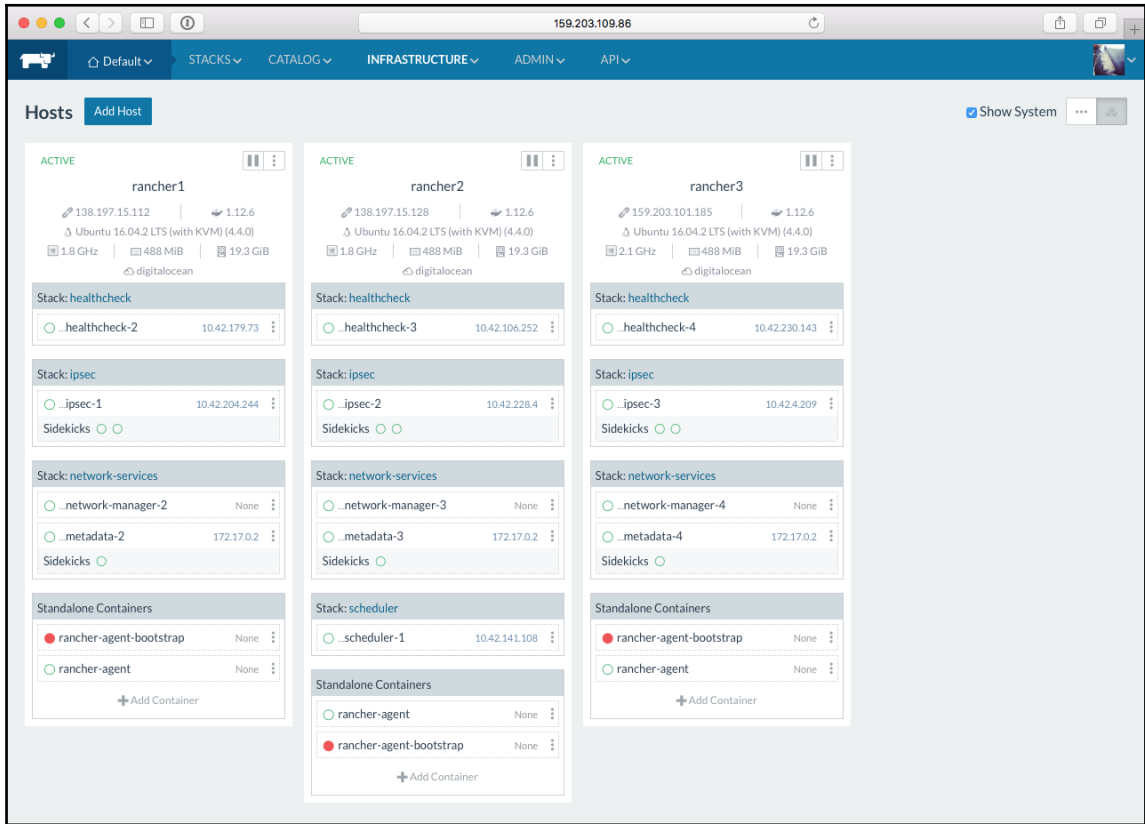 159.203.109.86
Default STACKS CATALOG INFRASTRUCTURE ADMIN API
Hosts Add Host Show System
ACTIVE
rancher1
138.197.15.112 1.12.6
Ubuntu 16.04.2 LTS (with KVM) (4.4.0)
1.8 GHz 488 MiB 19.3 GiB
digitalocean
Stack: healthcheck
...healthcheck-2 10.42.179.73
Stack: ipsec
...ipsec-1 10.42.204.244
Sidekicks
Stack: network-services
...network-manager-2 None
...metadata-2 172.17.0.2
Sidekicks
Standalone Containers
rancher-agent-bootstrap None
rancher-agent None
Add Container
ACTIVE
rancher2
138.197.15.128 1.12.6
Ubuntu 16.04.2 LTS (with KVM) (4.4.0)
1.8 GHz 488 MiB 19.3 GiB
digitalocean
Stack: healthcheck
...healthcheck-3 10.42.106.252
Stack: ipsec
...ipsec-2 10.42.228.4
Sidekicks
Stack: network-services
...network-manager-3 None
...metadata-3 172.17.0.2
Sidekicks
Stack: scheduler
...scheduler-1 10.42.141.108
Standalone Containers
rancher-agent None
rancher-agent-bootstrap None
Add Container
ACTIVE
rancher3
159.203.101.185 1.12.6
Ubuntu 16.04.2 LTS (with KVM) (4.4.0)
2.1 GHz 488 MiB 19.3 GiB
digitalocean
Stack: healthcheck
...healthcheck-4 10.42.230.143
Stack: ipsec
...ipsec-3 10.42.4.209
Sidekicks
Stack: network-services
...network-manager-4 None
...metadata-4 172.17.0.2
Sidekicks
Standalone Containers
rancher-agent-bootstrap None
rancher-agent None
Add Container